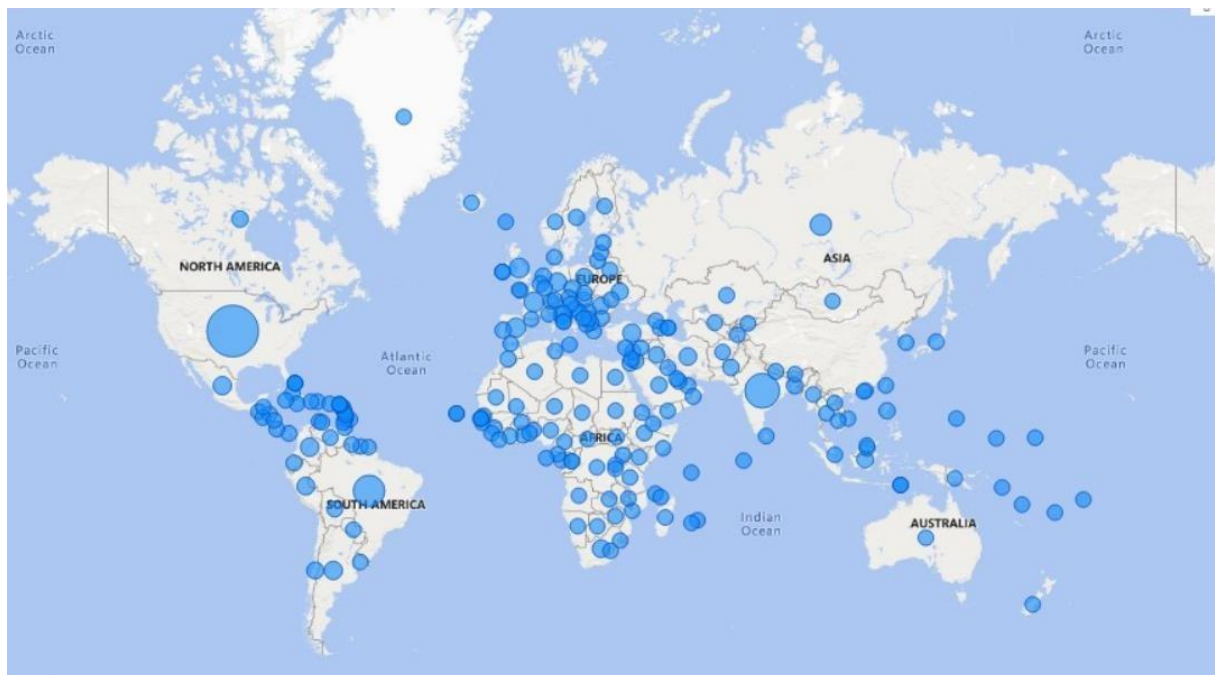 Arctic
Ocean
Arctic
Ocean
NORTH AMERICA
EUROPE
ASIA
Pacific
Ocean
Atlantic
Ocean
Pacific
Ocean
AFRICA
SOUTH AMERICA
Indian
Ocean
AUSTRALIA